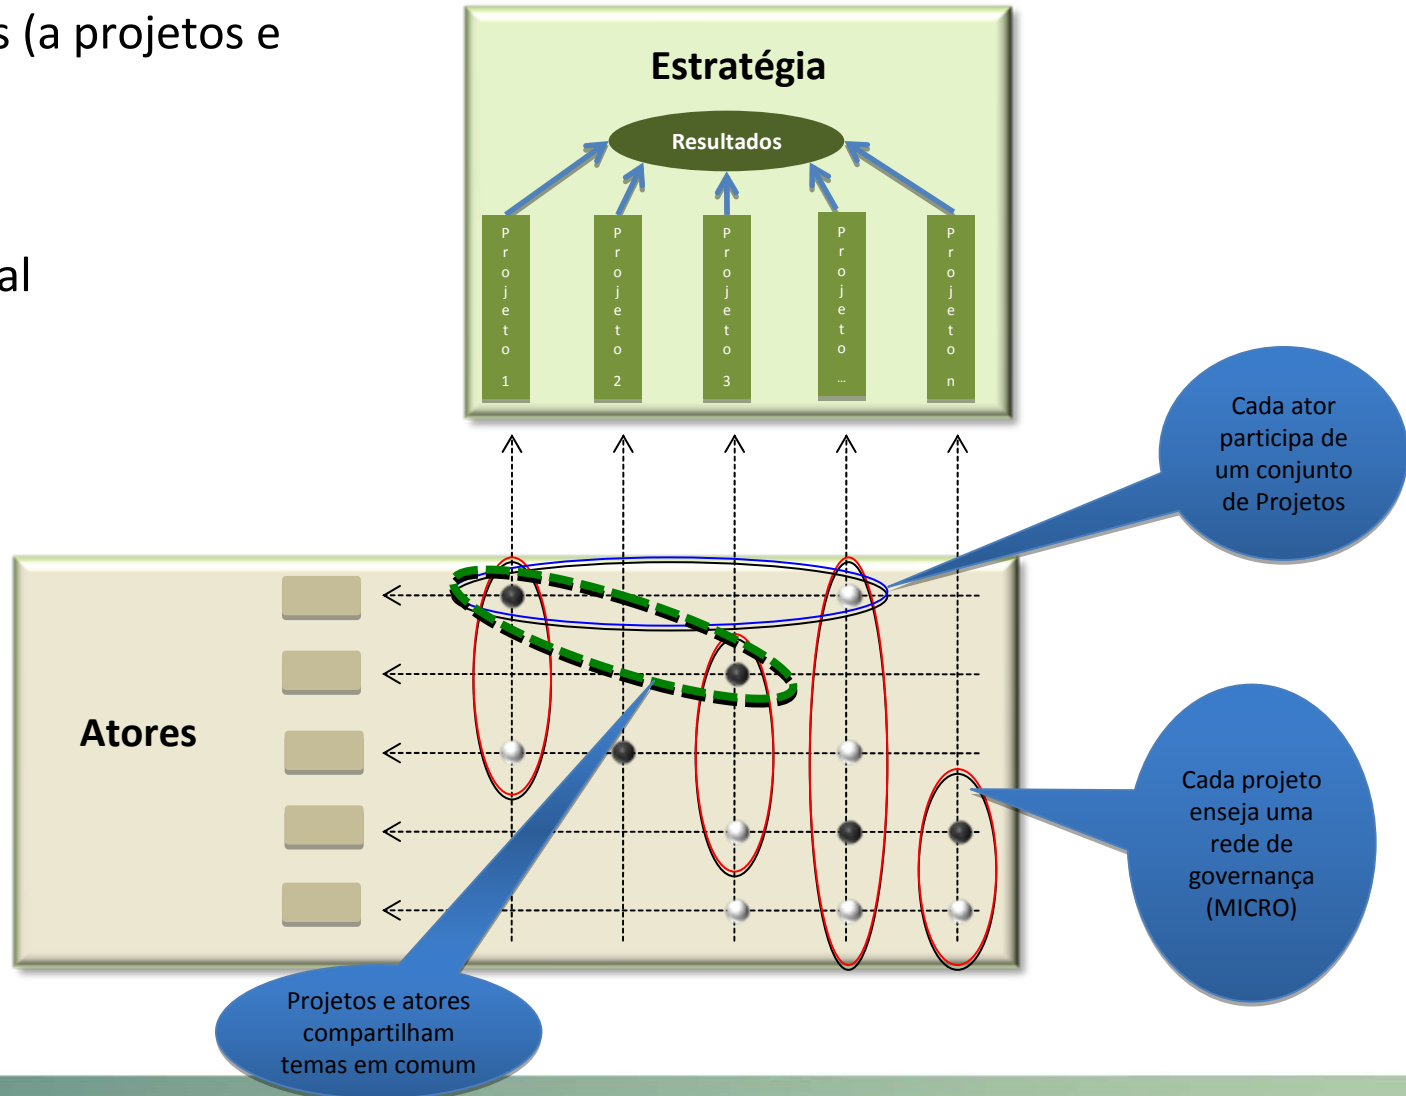 s (a projetos e
al
Estratégia
Resultados
Projeto 1
Projeto 2
Projeto 3
Projeto ...
Projeto n
Cada ator
participa de
um conjunto
de Projetos
Atores
Cada projeto
enseja uma
rede de
governança
(MICRO)
Projetos e atores
compartilham
temas em comum